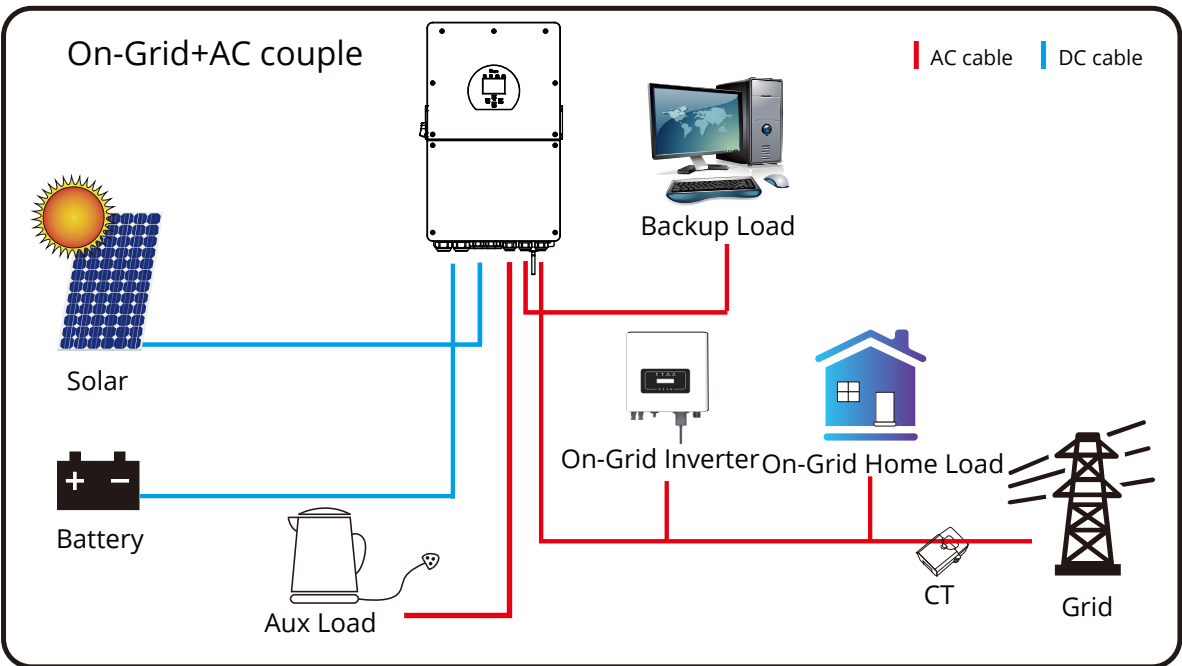 On-Grid+AC couple
AC cable
DC cable
Backup Load
Solar
On-Grid Inverter
On-Grid Home Load
Battery
+ −
Aux Load
CT
Grid